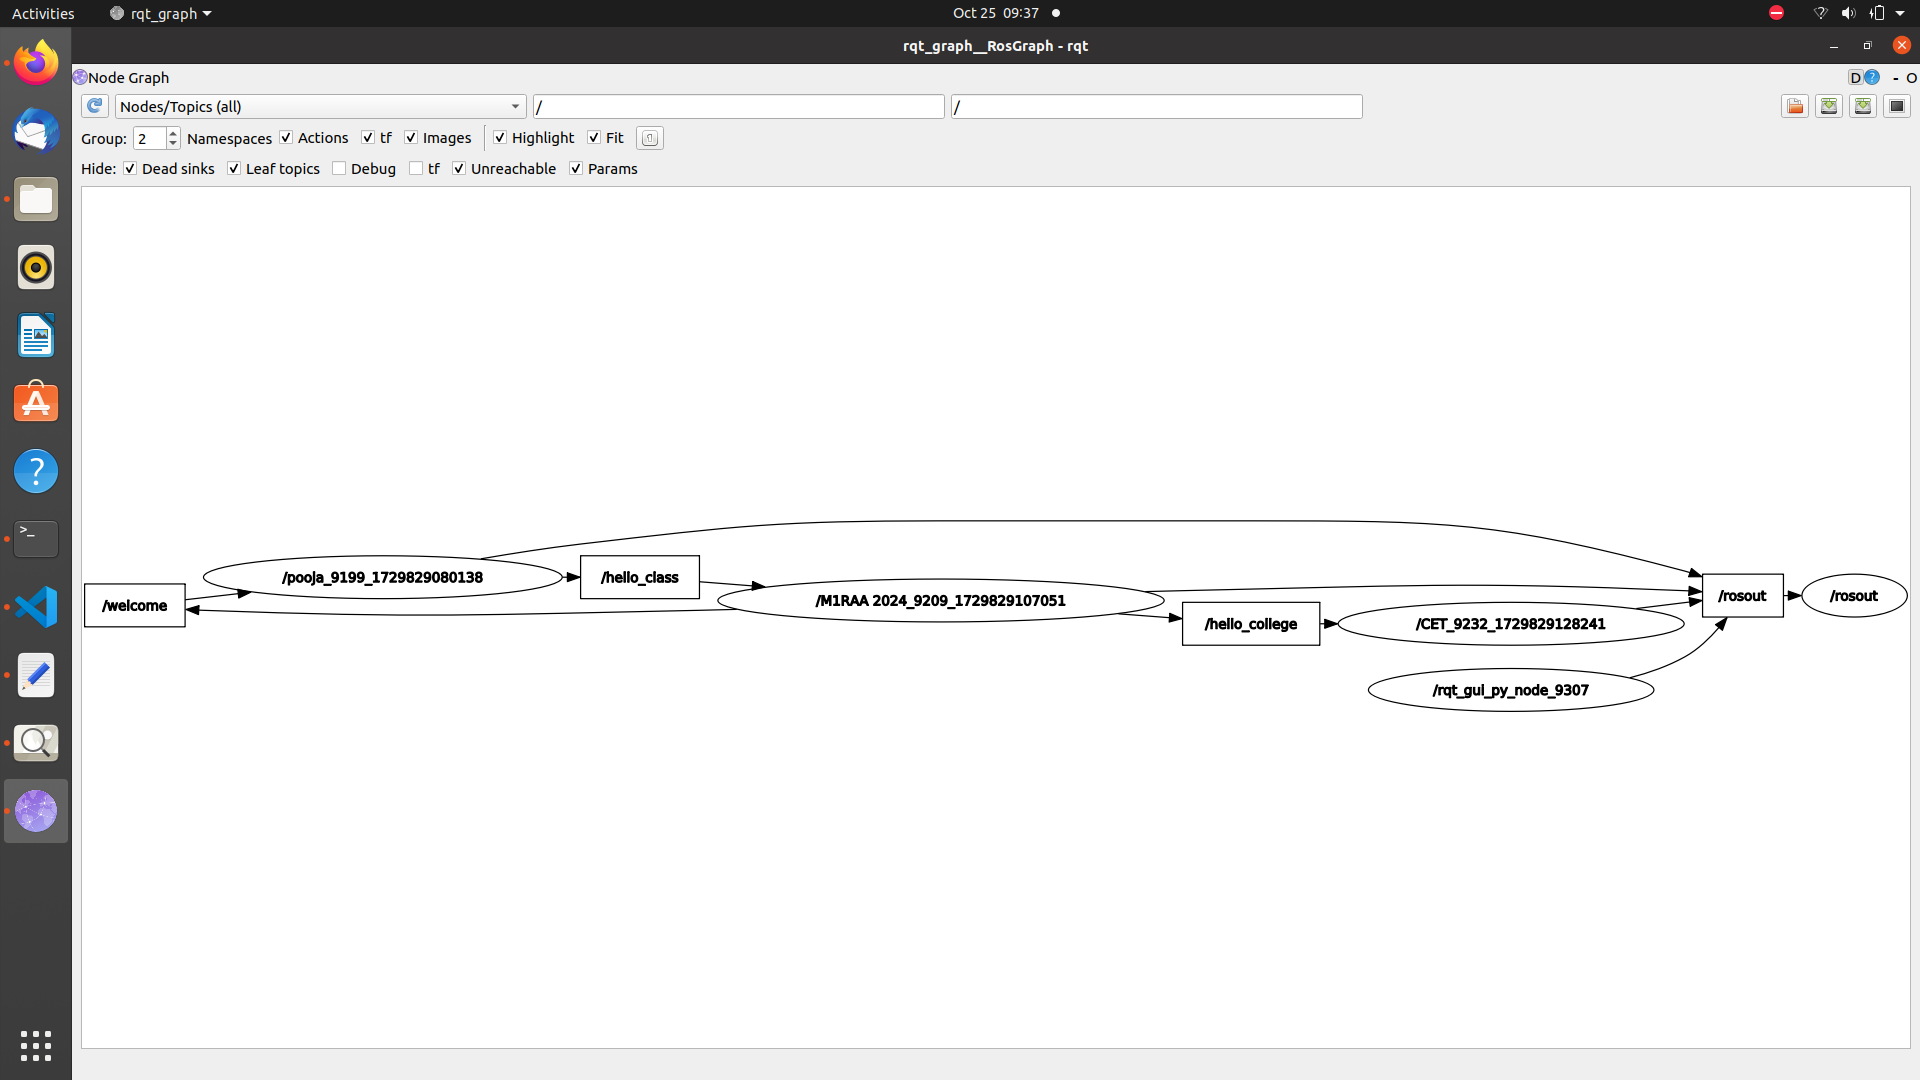 Activities rqt_graph Oct 25 09:37
rqt_graph__RosGraph - rqt
Node Graph D ? - O
Nodes/Topics (all) / /
Group: 2 Namespaces Actions tf Images Highlight Fit
Hide: Dead sinks Leaf topics Debug tf Unreachable Params
/welcome
/pooja_9199_1729829080138
/hello_class
/M1RAA 2024_9209_1729829107051
/hello_college
/CET_9232_1729829128241
/rqt_gui_py_node_9307
/rosout
/rosout